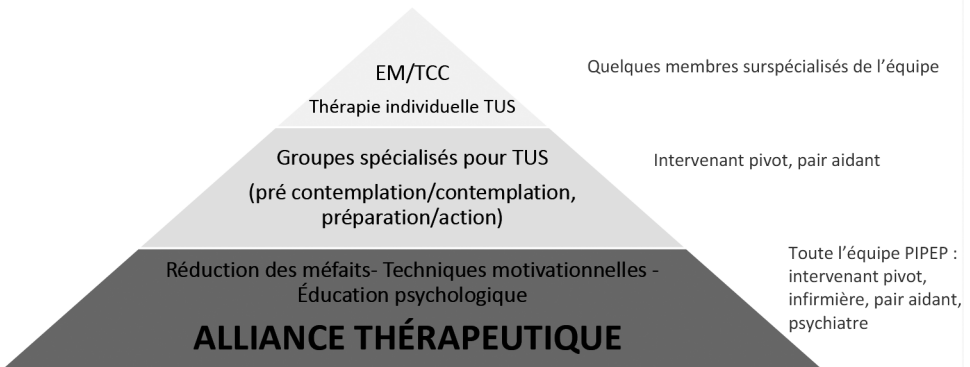 EM/TCC
Thérapie individuelle TUS
Quelques membres surspécialisés de l’équipe
Groupes spécialisés pour TUS
(pré contemplation/contemplation,
préparation/action)
Intervenant pivot, pair aidant
Réduction des méfaits- Techniques motivationnelles -
Éducation psychologique
ALLIANCE THÉRAPEUTIQUE
Toute l’équipe PIPEP :
intervenant pivot,
infirmière, pair aidant,
psychiatre